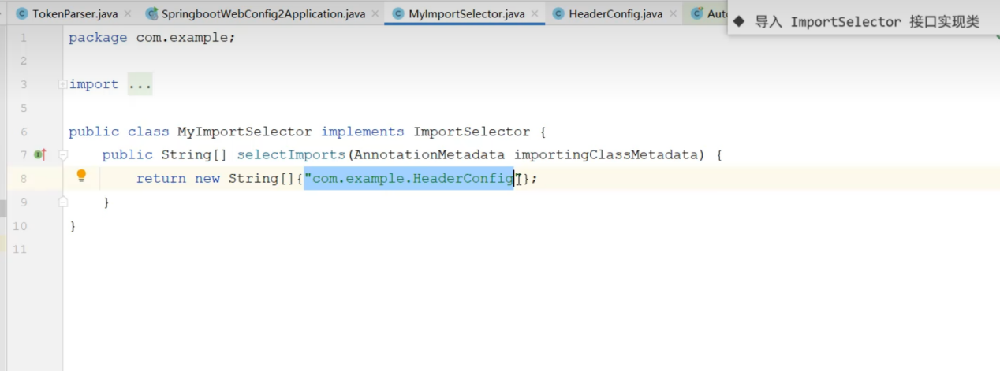 TokenParser.java SpringbootWebConfig2Application.java MyImportSelector.java HeaderConfig.java Aut
◆ 导入 ImportSelector 接口实现类
1 package com.example;
2
3 import ...
5
6 public class MyImportSelector implements ImportSelector {
7 public String[] selectImports(AnnotationMetadata importingClassMetadata) {
8 return new String[]{"com.example.HeaderConfig"};
9 }
10 }
11